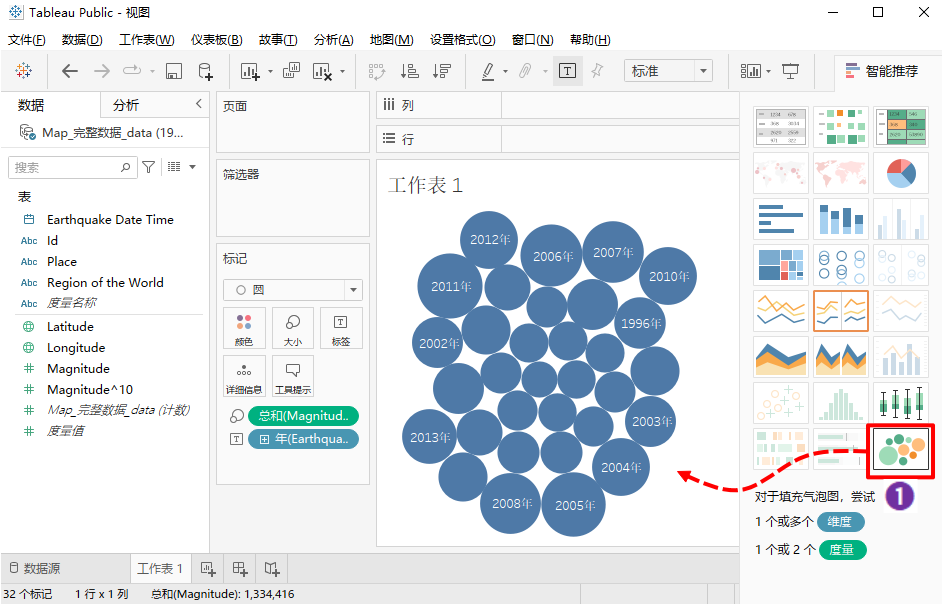 Tableau Public - 视图
文件(F) 数据(D) 工作表(W) 仪表板(B) 故事(T) 分析(A) 地图(M) 设置格式(O) 窗口(N) 帮助(H)
T 标准 智能推荐
数据 分析
Map_完整数据_data (19...
搜索
表
Earthquake Date Time
Abc Id
Abc Place
Abc Region of the World
Abc 度量名称
Latitude
Longitude
# Magnitude
# Magnitude^10
# Map_完整数据_data (计数)
# 度量值
页面
筛选器
标记
圆
颜色 大小 标签
详细信息 工具提示
总和(Magnitud..
年(Earthqua..
列
行
工作表 1
2012年
2006年
2007年
2010年
2011年
1996年
2002年
2003年
2013年
2004年
2008年
2005年
对于填充气泡图，尝试
1
1 个或多个 维度
1 个或 2 个 度量
数据源 工作表 1
32 个标记 1 行 x 1 列 总和(Magnitude): 1,334,416